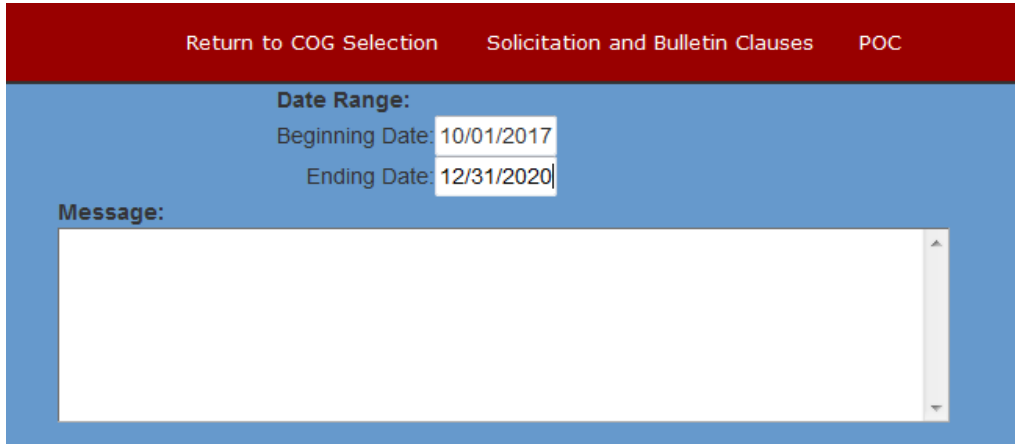 Return to COG Selection Solicitation and Bulletin Clauses POC
Date Range:
Beginning Date: 10/01/2017
Ending Date: 12/31/2020
Message: